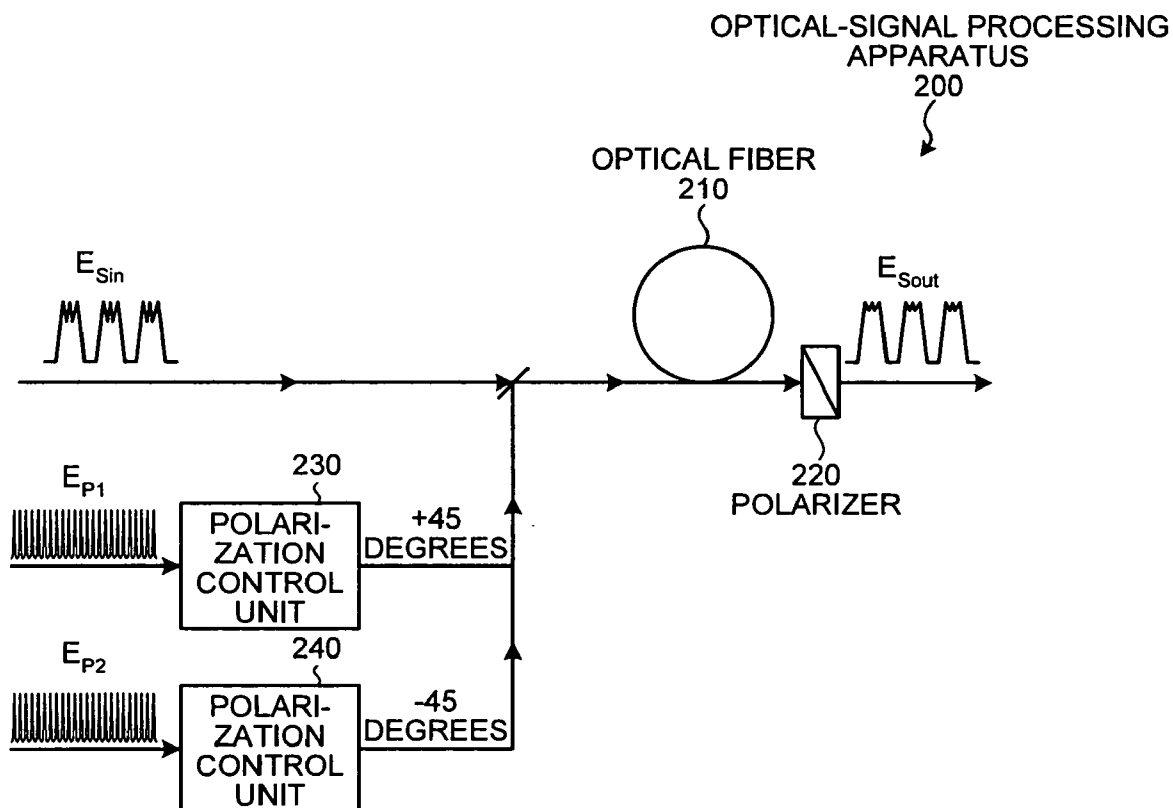 OPTICAL-SIGNAL PROCESSING
APPARATUS
200
OPTICAL FIBER
210
E_Sin
E_Sout
220
POLARIZER
E_P1
230
POLARI-
ZATION
CONTROL
UNIT
+45
DEGREES
E_P2
240
POLARI-
ZATION
CONTROL
UNIT
-45
DEGREES